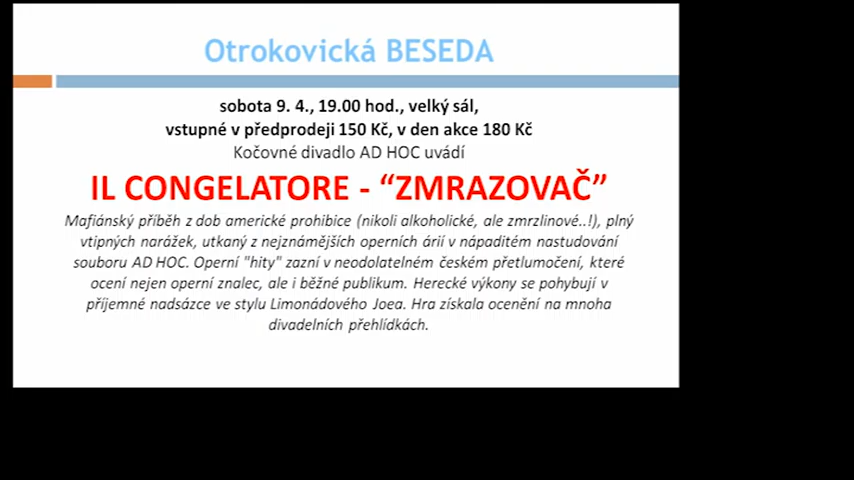 Otrokovická BESEDA
sobota 9. 4., 19.00 hod., velký sál,
vstupné v předprodeji 150 Kč, v den akce 180 Kč
Kočovné divadlo AD HOC uvádí
IL CONGELATORE - “ZMRAZOVAČ”
Mafiánský příběh z dob americké prohibice (nikoli alkoholické, ale zmrzlinové..!), plný
vtipných narážek, utkaný z nejznámějších operních árií v nápaditém nastudování
souboru AD HOC. Operní "hity" zazní v neodolatelném českém přetlumočení, které
ocení nejen operní znalec, ale i běžné publikum. Herecké výkony se pohybují v
příjemné nadsázce ve stylu Limonádového Joea. Hra získala ocenění na mnoha
divadelních přehlídkách.